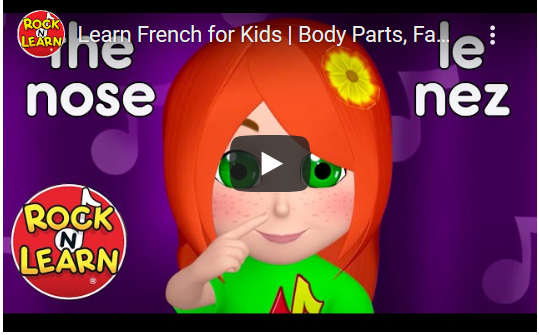 ROCK
N
LEARN
Learn French for Kids | Body Parts, Fa...
the
nose
le
nez
ROCK
N
LEARN
®